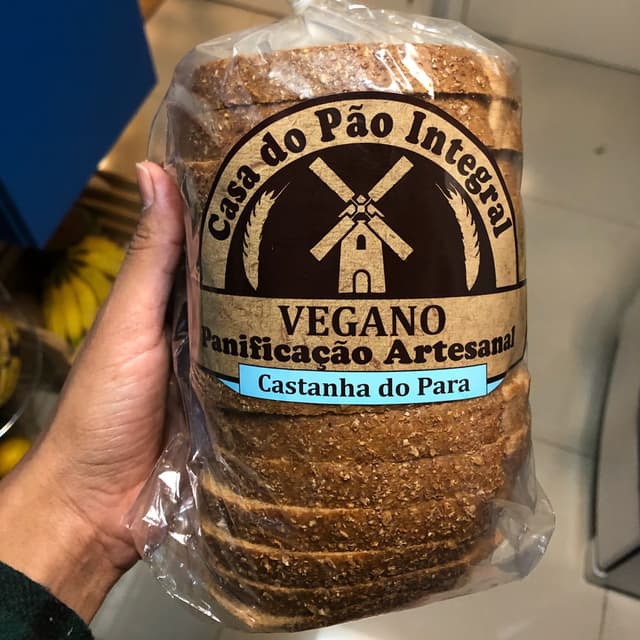 Casa do Pão Integral
VEGANO
Panificação Artesanal
Castanha do Para